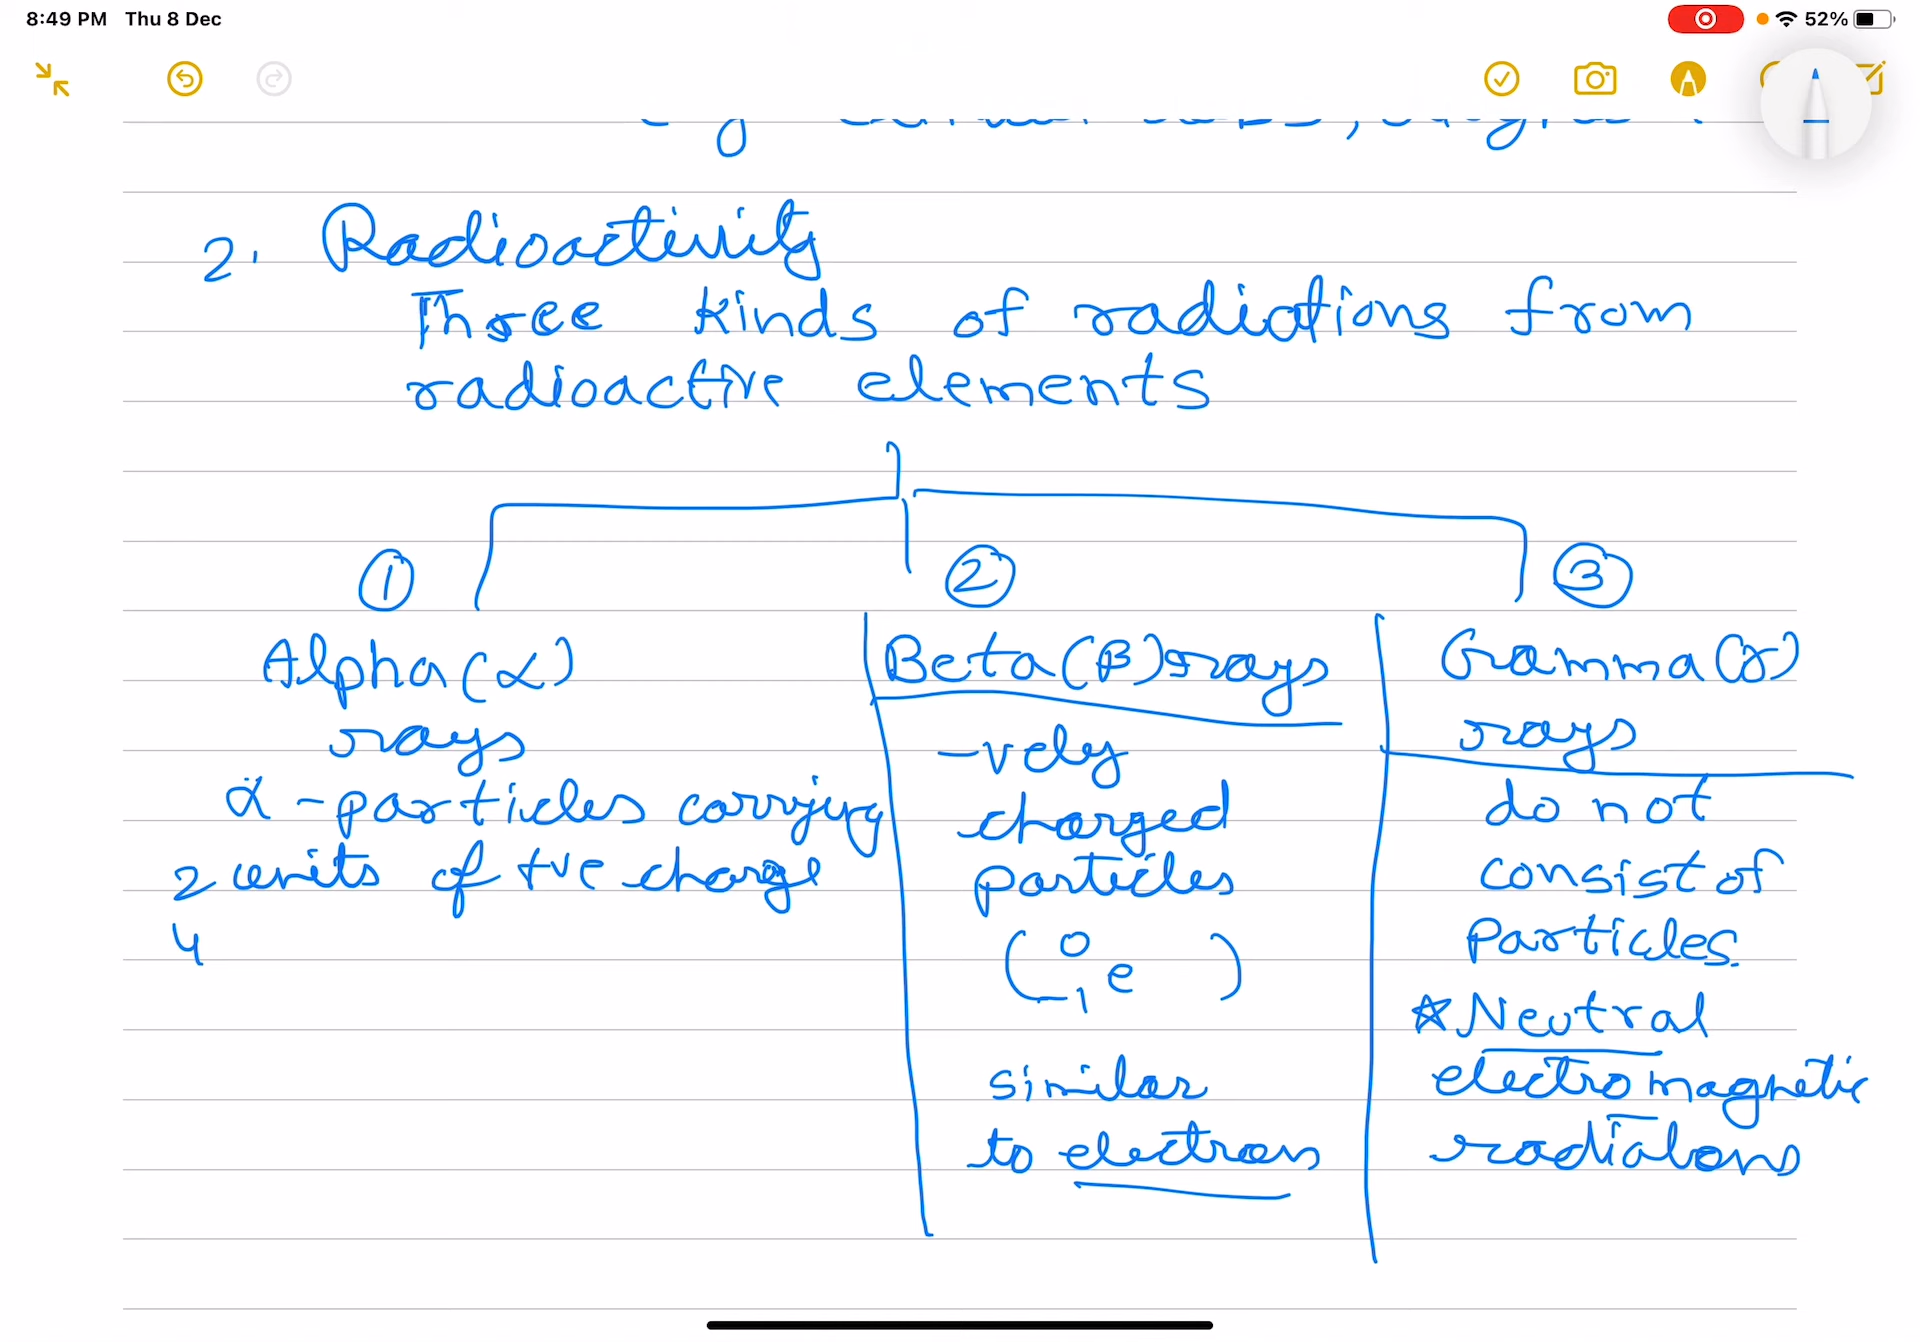 8:49 PM Thu 8 Dec
52%
2. Radioactivity
Three kinds of radiations from
radioactive elements
1
2
3
Alpha (α)
rays
α - particles carrying
2 units of +ve charge
4
Beta (β) rays
-vely
charged
particles
( 0 -1 e )
similar
to electrons
Gamma (γ)
rays
do not
consist of
particles.
☆ Neutral
electromagnetic
radiations